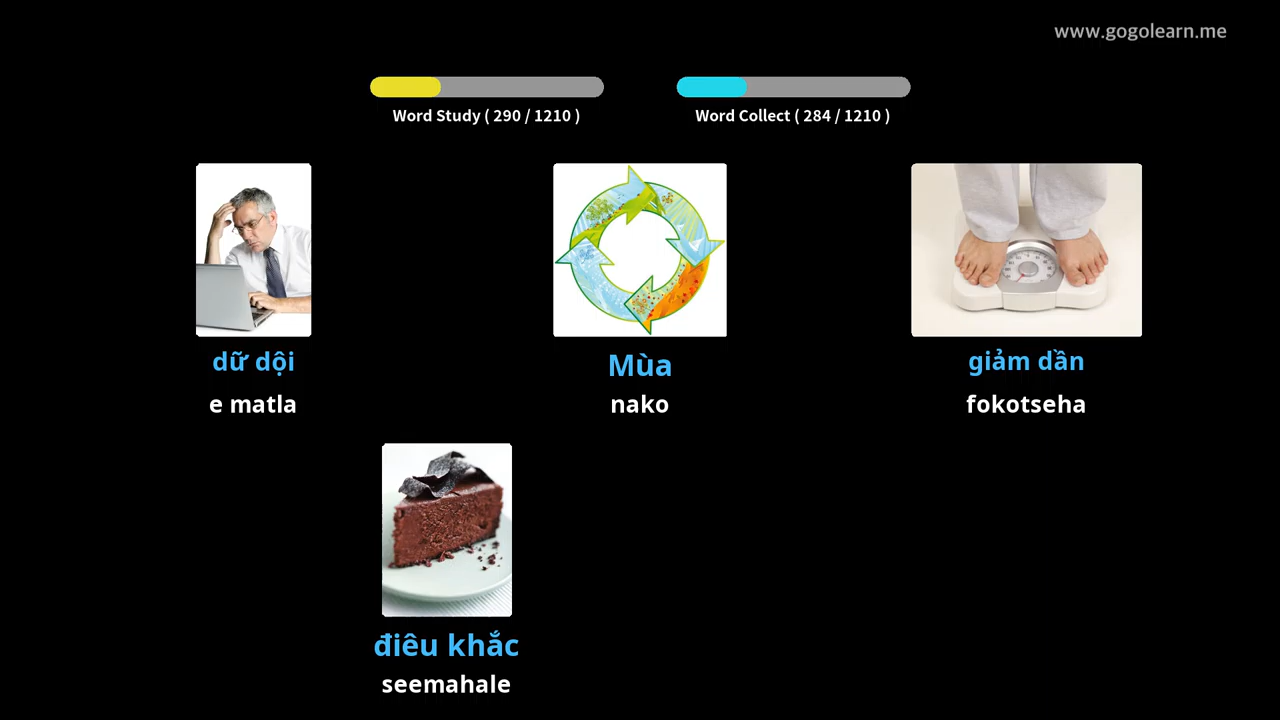 www.gogolearn.me
Word Study ( 290 / 1210 )
Word Collect ( 284 / 1210 )
dữ dội
e matla
Mùa
nako
giảm dần
fokotseha
điêu khắc
seemahale